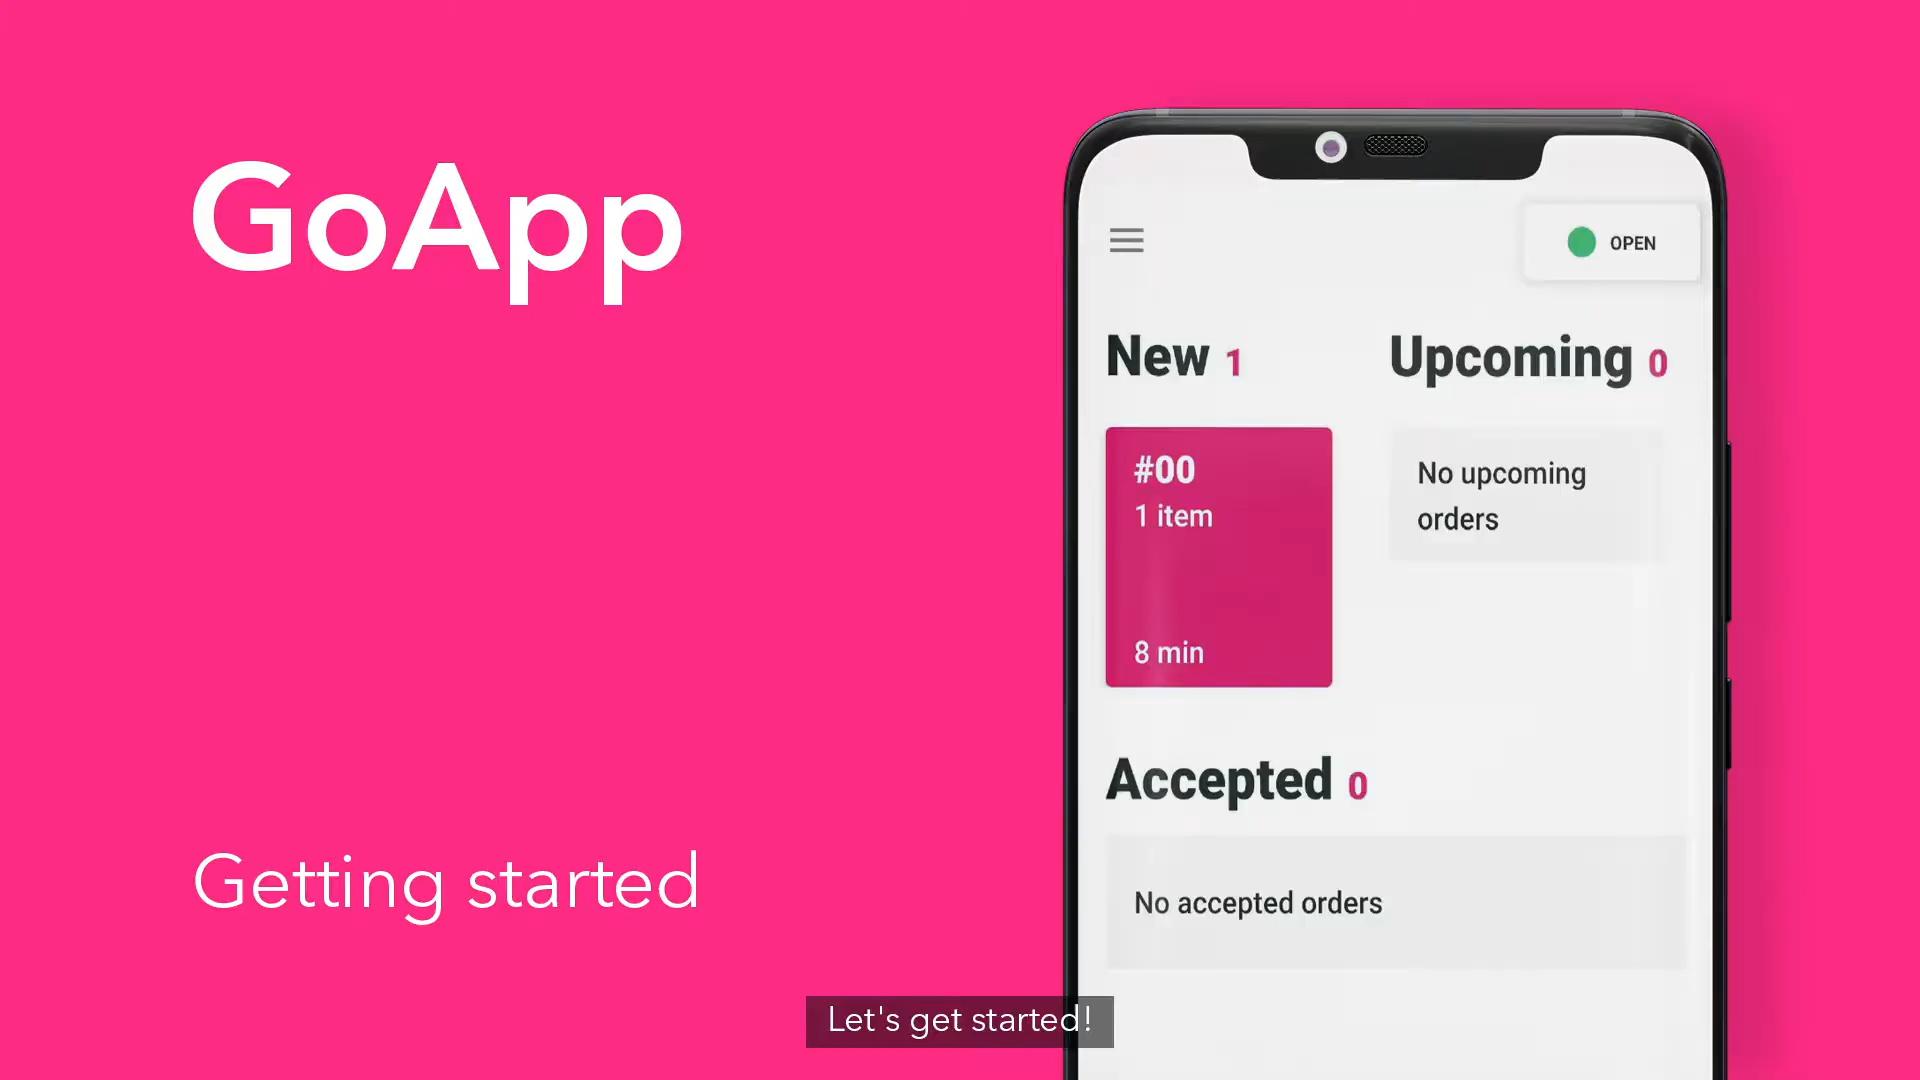 GoApp
Getting started
OPEN
New 1
Upcoming 0
#00
1 item
8 min
No upcoming
orders
Accepted 0
No accepted orders
Let's get started!